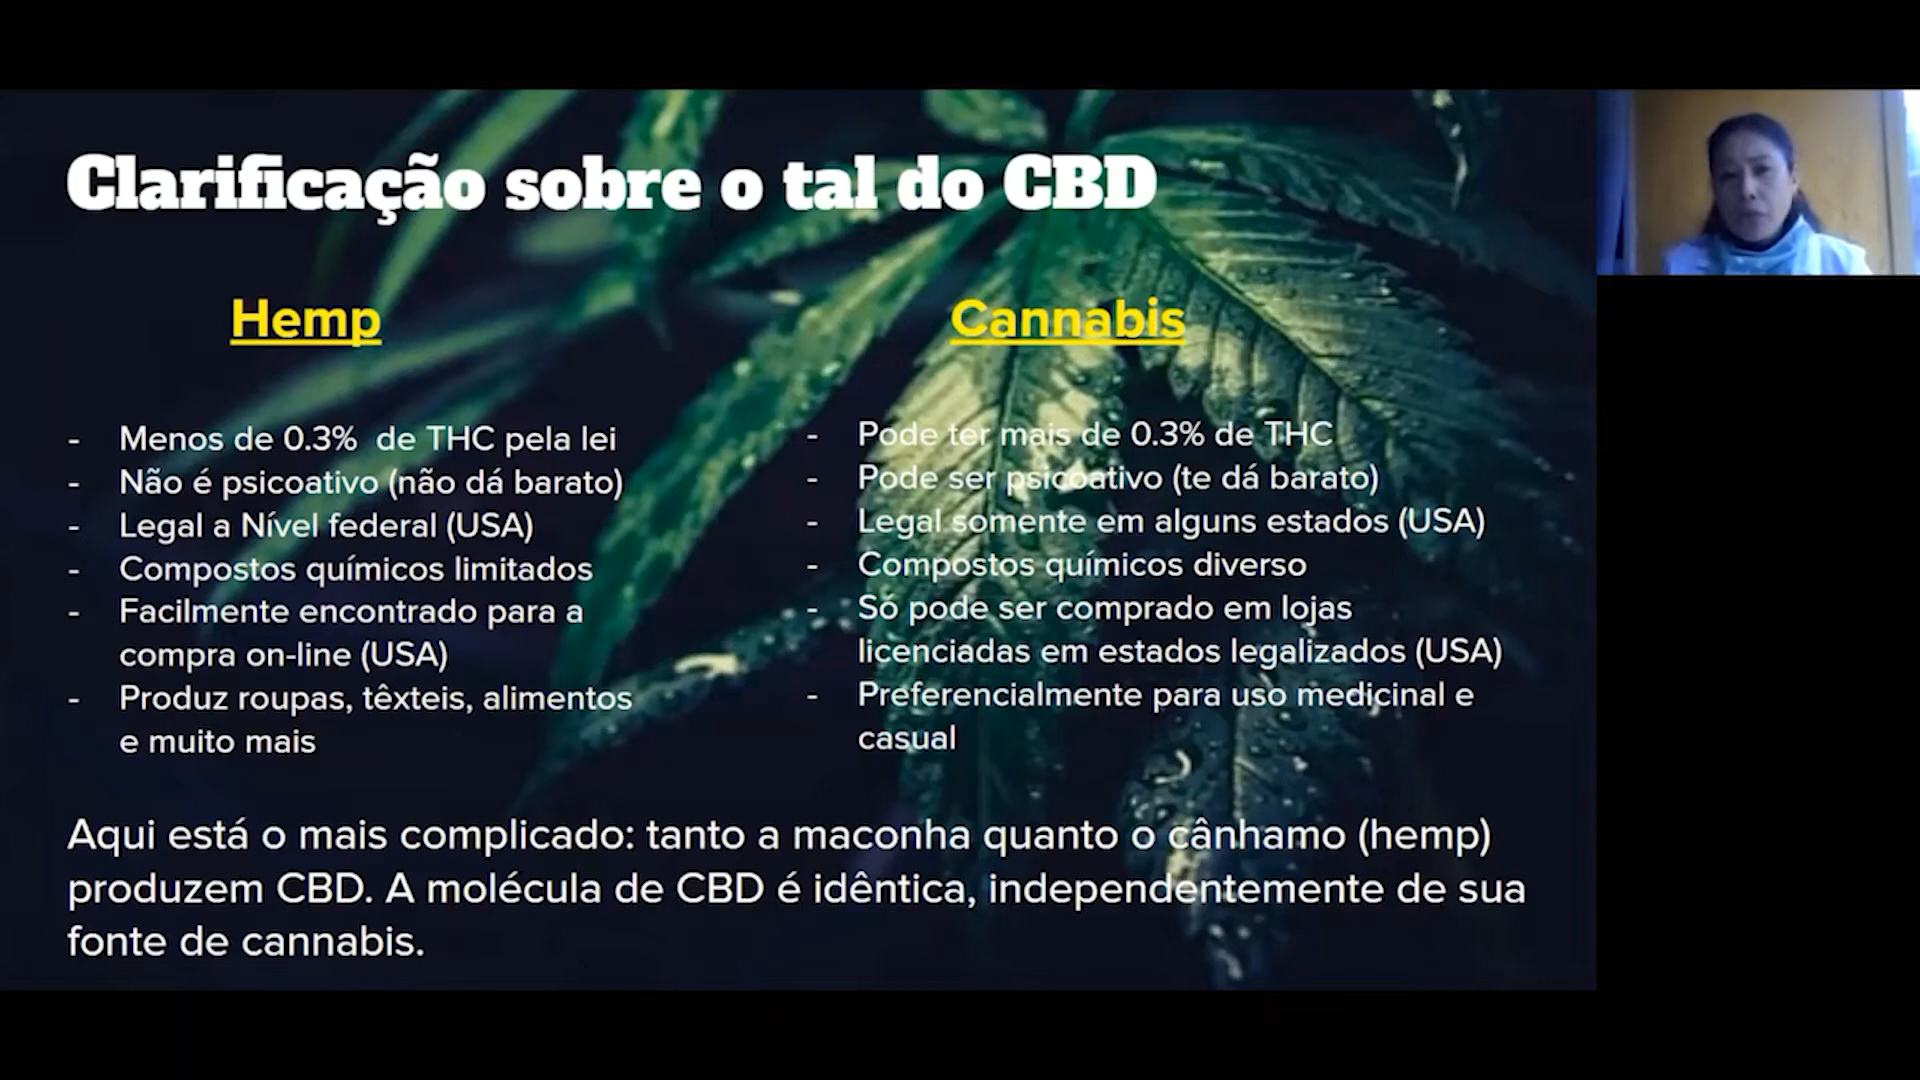 Clarificação sobre o tal do CBD
Hemp
- Menos de 0.3% de THC pela lei
- Não é psicoativo (não dá barato)
- Legal a Nível federal (USA)
- Compostos químicos limitados
- Facilmente encontrado para a
compra on-line (USA)
- Produz roupas, têxteis, alimentos
e muito mais
Cannabis
- Pode ter mais de 0.3% de THC
- Pode ser psicoativo (te dá barato)
- Legal somente em alguns estados (USA)
- Compostos químicos diverso
- Só pode ser comprado em lojas
licenciadas em estados legalizados (USA)
- Preferencialmente para uso medicinal e
casual
Aqui está o mais complicado: tanto a maconha quanto o cânhamo (hemp)
produzem CBD. A molécula de CBD é idêntica, independentemente de sua
fonte de cannabis.